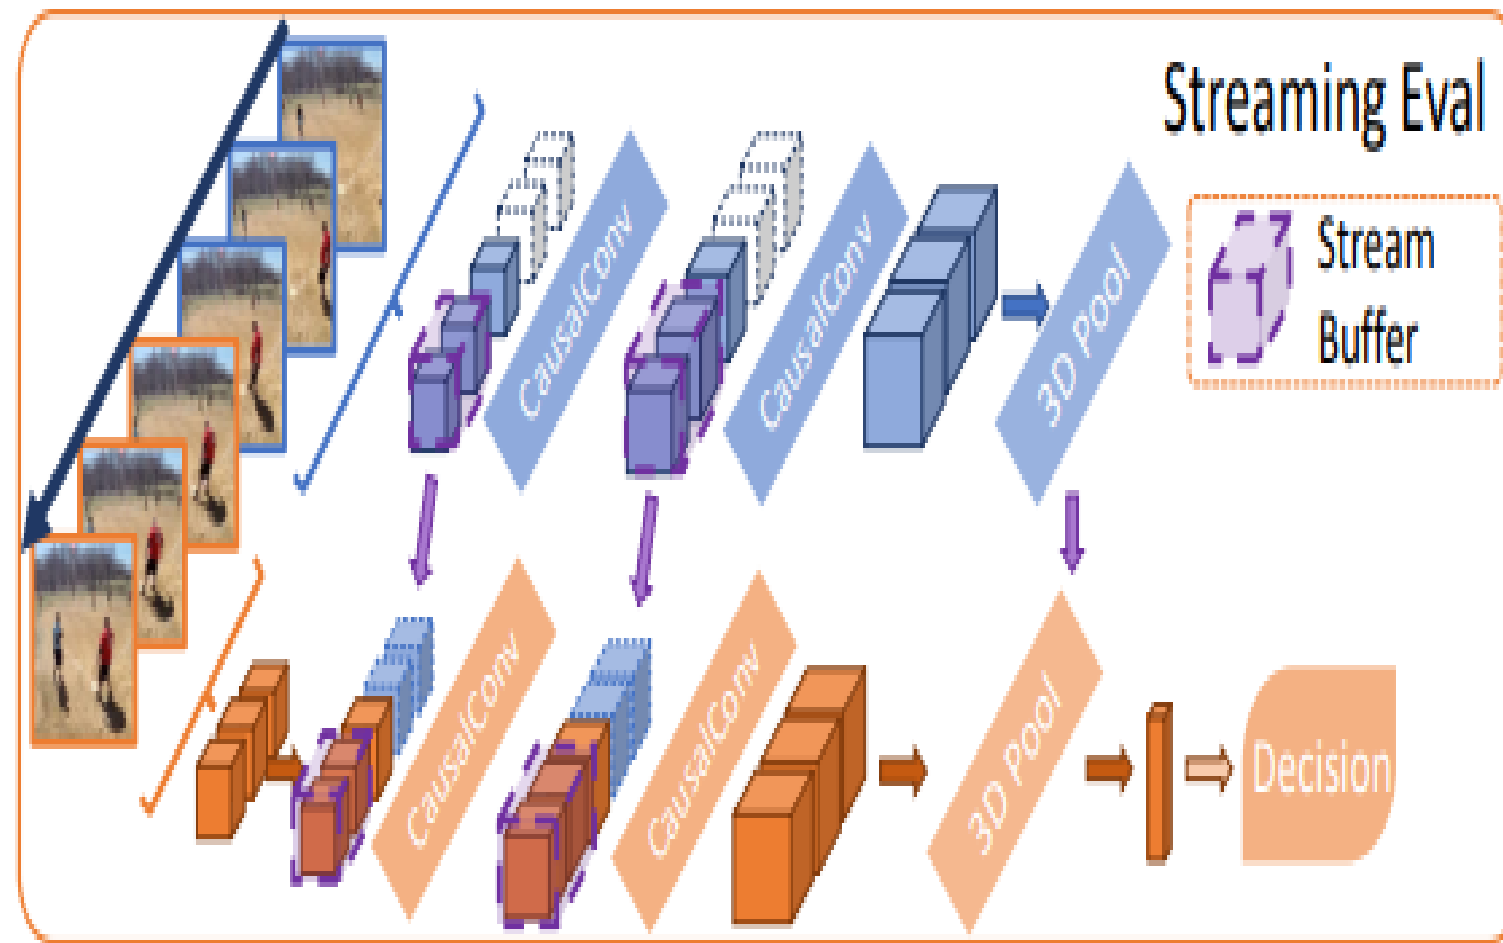 Streaming Eval
Stream
Buffer
CausalConv
CausalConv
3D Pool
CausalConv
CausalConv
3D Pool
Decision